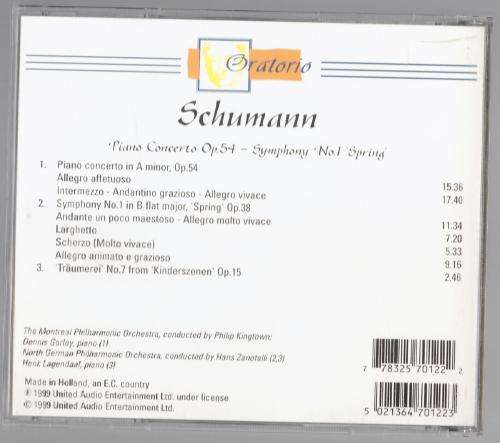 Oratorio
Schumann
Piano Concerto Op.54 - Symphony No.1 'Spring'
1. Piano concerto in A minor, Op.54
Allegro affetuoso 15.36
Intermezzo - Andantino grazioso - Allegro vivace 17.40
2. Symphony No.1 in B flat major, 'Spring' Op.38
Andante un poco maestoso - Allegro molto vivace 11.34
Larghetto 7.20
Scherzo (Molto vivace) 5.33
Allegro animato e grazioso 9.16
3. 'Träumerei' No.7 from 'Kinderszenen' Op.15 2.46
The Montreal Philharmonic Orchestra, conducted by Philip Kingtown;
Dennis Gorley, piano (1)
North German Philharmonic Orchestra, conducted by Hans Zanotelli (2,3)
Henk Lagendaal, piano (3)
Made in Holland, an E.C. country
℗ 1999 United Audio Entertainment Ltd. under license
© 1999 United Audio Entertainment Ltd.
7 78325 70122 2
5 021364 701223